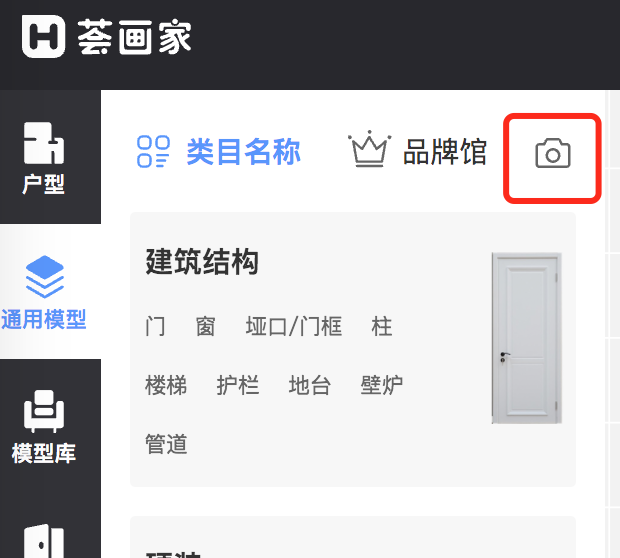 荟画家
类目名称 品牌馆
户型
建筑结构
门 窗 垭口/门框 柱
通用模型
楼梯 护栏 地台 壁炉
模型库
管道